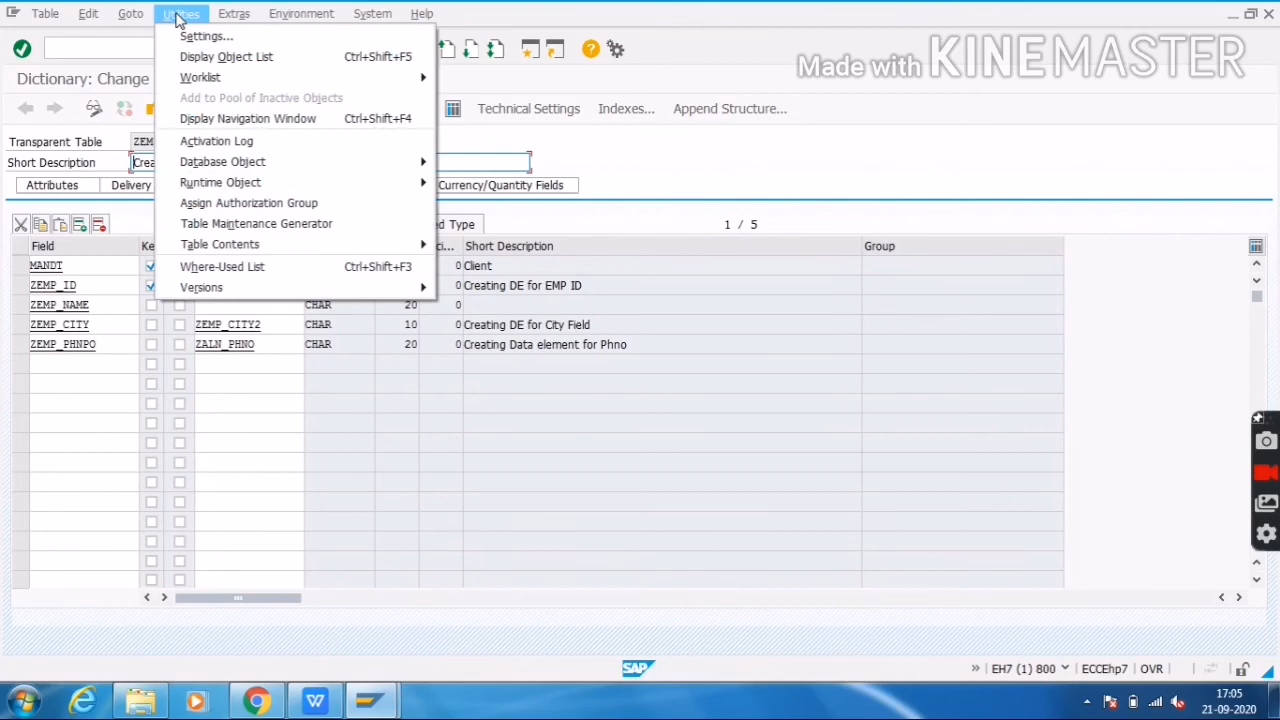 Table Edit Goto Utilities Extras Environment System Help
Made with KINEMASTER
Settings...
Display Object List Ctrl+Shift+F5
Worklist
Add to Pool of Inactive Objects
Display Navigation Window Ctrl+Shift+F4
Activation Log
Database Object
Runtime Object
Assign Authorization Group
Table Maintenance Generator
Table Contents
Where-Used List Ctrl+Shift+F3
Versions
Dictionary: Change
Technical Settings Indexes... Append Structure...
Transparent Table ZEM
Short Description Crea
Attributes Delivery Currency/Quantity Fields
ed Type 1 / 5
Field Ke ci... Short Description Group
MANDT 0 Client
ZEMP_ID 0 Creating DE for EMP ID
ZEMP_NAME CHAR 20 0
ZEMP_CITY ZEMP_CITY2 CHAR 10 0 Creating DE for City Field
ZEMP_PHNPO ZALN_PHNO CHAR 20 0 Creating Data element for Phno
SAP
» EH7 (1) 800 ECCEhp7 OVR
17:05
21-09-2020